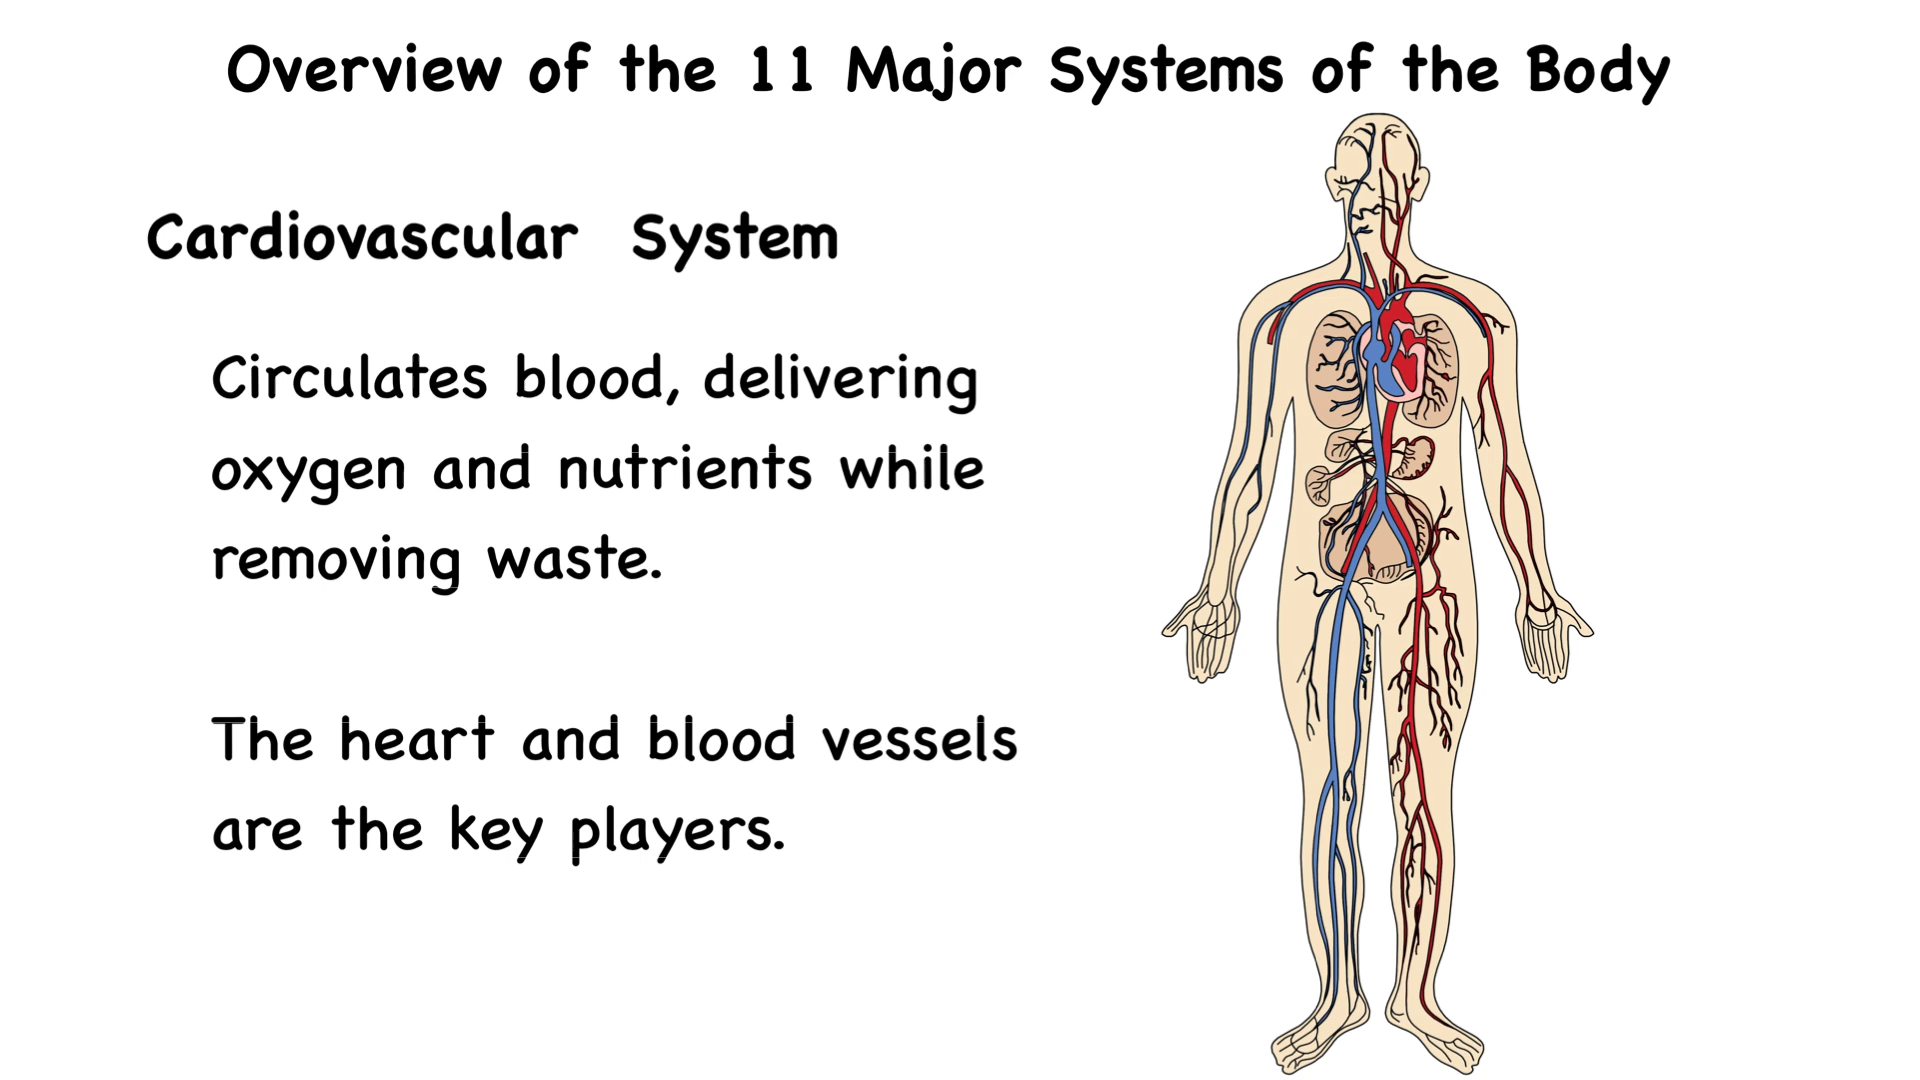 Overview of the 11 Major Systems of the Body
Cardiovascular System
Circulates blood, delivering
oxygen and nutrients while
removing waste.
The heart and blood vessels
are the key players.